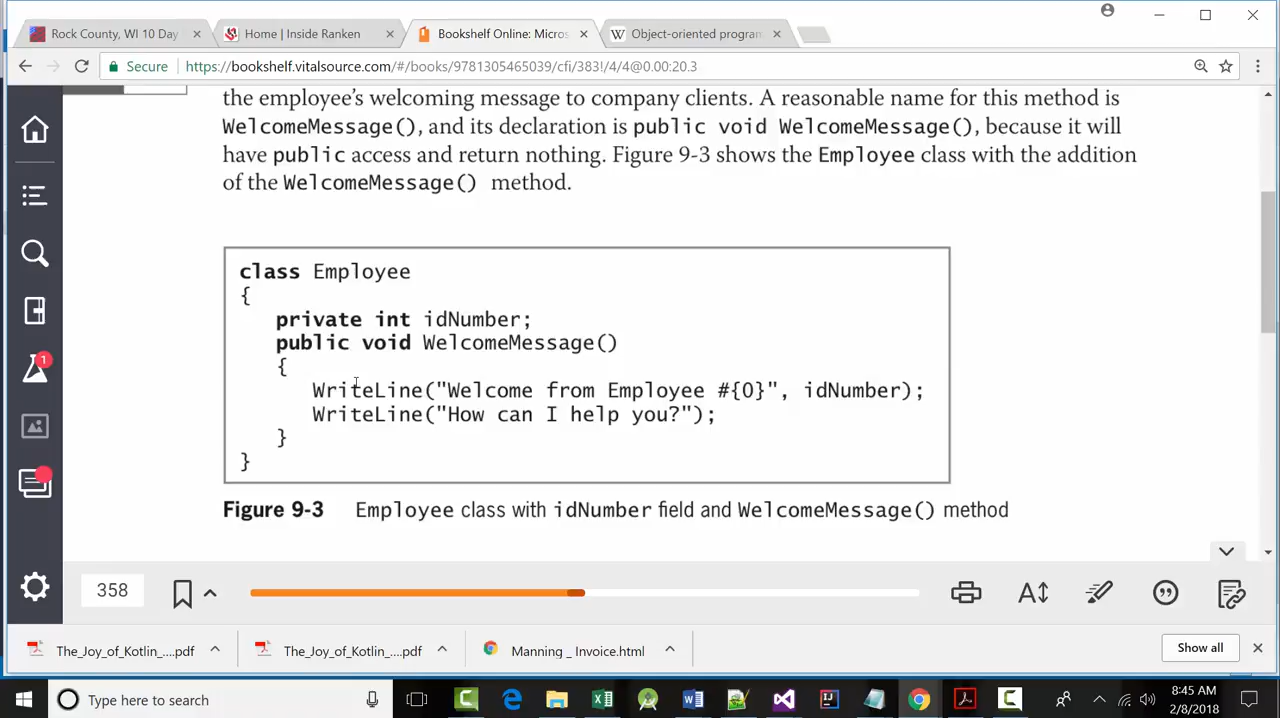 Rock County, WI 10 Day
Home | Inside Ranken
Bookshelf Online: Micros
Object-oriented program
Secure
https://bookshelf.vitalsource.com/#/books/9781305465039/cfi/383!/4/4@0.00:20.3
the employee's welcoming message to company clients. A reasonable name for this method is
WelcomeMessage(), and its declaration is public void WelcomeMessage(), because it will
have public access and return nothing. Figure 9-3 shows the Employee class with the addition
of the WelcomeMessage() method.
class Employee
{
private int idNumber;
public void WelcomeMessage()
{
WriteLine("Welcome from Employee #{0}", idNumber);
WriteLine("How can I help you?");
}
}
Figure 9-3 Employee class with idNumber field and WelcomeMessage() method
1
358
A
The_Joy_of_Kotlin_....pdf
The_Joy_of_Kotlin_....pdf
Manning _ Invoice.html
Show all
Type here to search
8:45 AM
2/8/2018